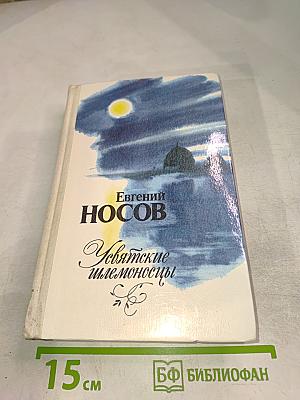 Евгений
НОСОВ
Усвятские
шлемоносцы
15 см
БФ БИБЛИОФАН